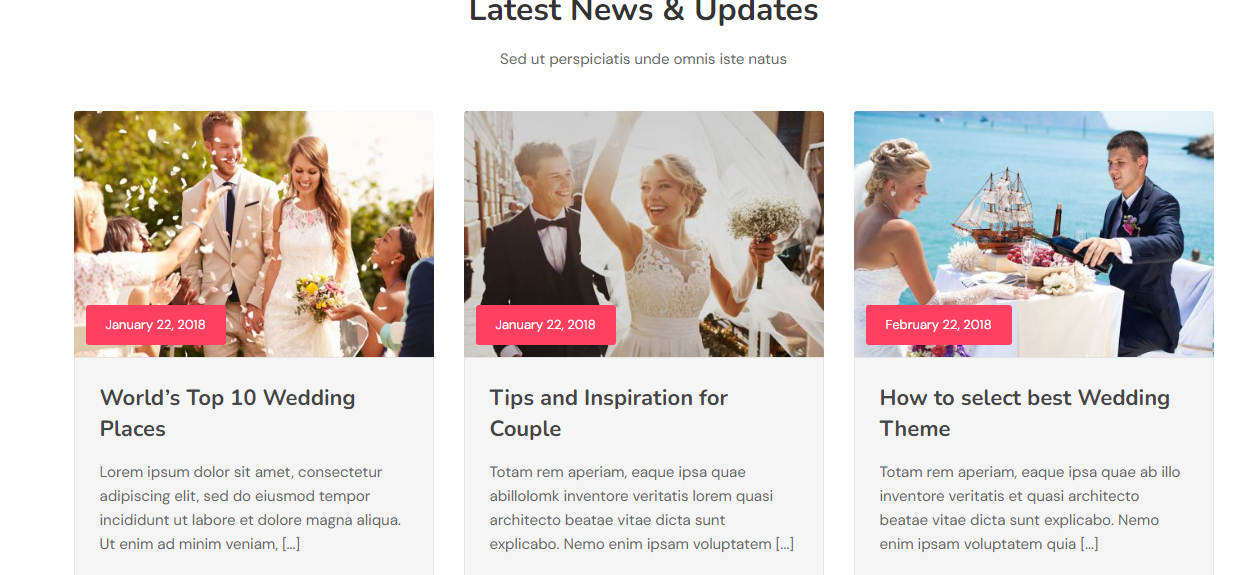 Latest News & Updates
Sed ut perspiciatis unde omnis iste natus
January 22, 2018
World’s Top 10 Wedding
Places
Lorem ipsum dolor sit amet, consectetur
adipiscing elit, sed do eiusmod tempor
incididunt ut labore et dolore magna aliqua.
Ut enim ad minim veniam, [...]
January 22, 2018
Tips and Inspiration for
Couple
Totam rem aperiam, eaque ipsa quae
abillolomk inventore veritatis lorem quasi
architecto beatae vitae dicta sunt
explicabo. Nemo enim ipsam voluptatem [...]
February 22, 2018
How to select best Wedding
Theme
Totam rem aperiam, eaque ipsa quae ab illo
inventore veritatis et quasi architecto
beatae vitae dicta sunt explicabo. Nemo
enim ipsam voluptatem quia [...]